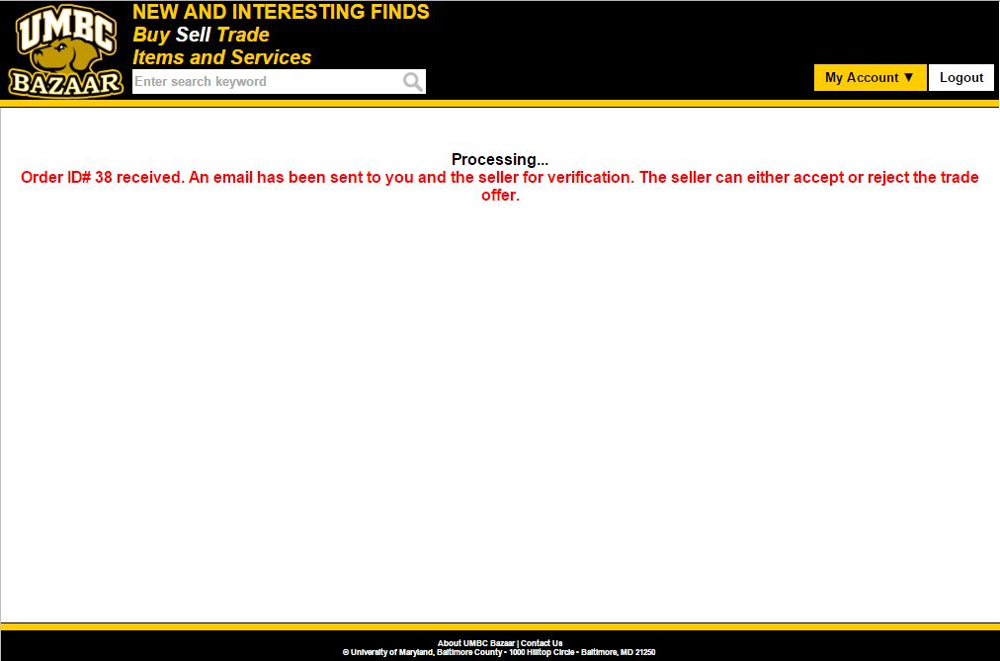 UMBC
BAZAAR
NEW AND INTERESTING FINDS
Buy Sell Trade
Items and Services
Enter search keyword
My Account ▼
Logout
Processing...
Order ID# 38 received. An email has been sent to you and the seller for verification. The seller can either accept or reject the trade
offer.
About UMBC Bazaar | Contact Us
© University of Maryland, Baltimore County • 1000 Hilltop Circle • Baltimore, MD 21250